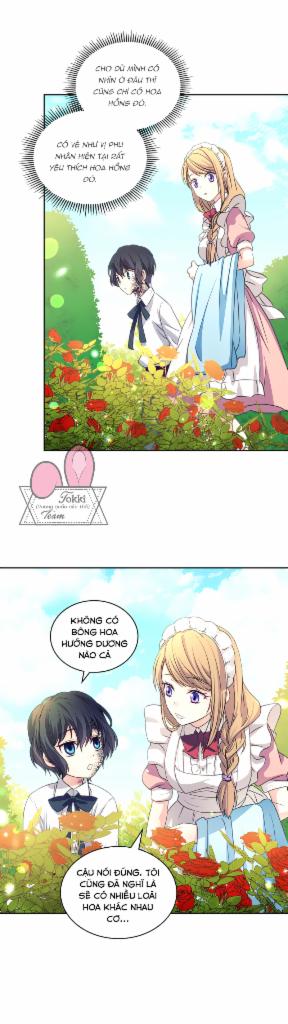 CHO DÙ MÌNH CÓ
NHÌN Ở ĐÂU THÌ
CŨNG CHỈ CÓ HOA
HỒNG ĐỎ.
CÓ VẺ NHƯ VỊ PHU
NHÂN HIỆN TẠI RẤT
YÊU THÍCH HOA HỒNG
ĐỎ.
Tokki
Team
KHÔNG CÓ
BÔNG HOA
HƯỚNG DƯƠNG
NÀO CẢ
CẬU NÓI ĐÚNG. TÔI
CŨNG ĐÃ NGHĨ LÀ
SẼ CÓ NHIỀU LOÀI
HOA KHÁC NHAU
CƠ...